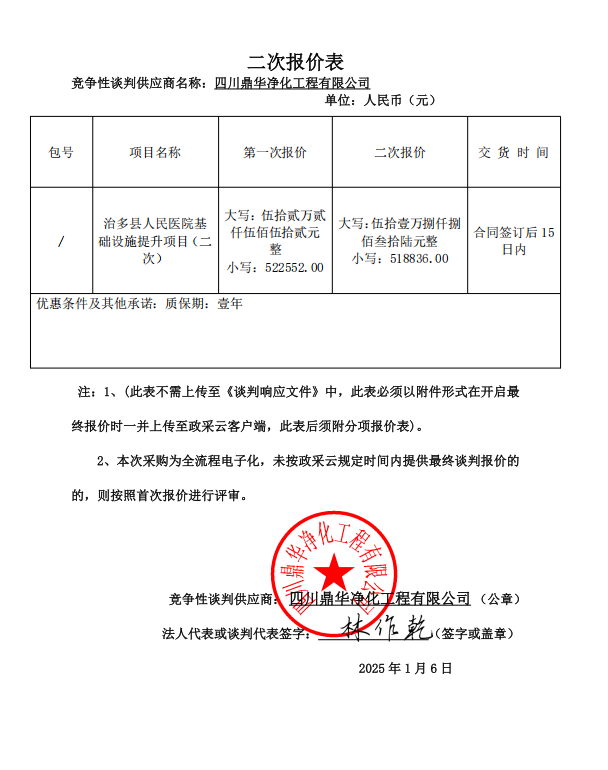 二次报价表
竞争性谈判供应商名称：四川鼎华净化工程有限公司
单位：人民币（元）
包号
项目名称
第一次报价
二次报价
交 货 时 间
/
治多县人民医院基
础设施提升项目（二
次）
大写：伍拾贰万贰
仟伍佰伍拾贰元
整
小写：522552.00
大写：伍拾壹万捌仟捌
佰叁拾陆元整
小写：518836.00
合同签订后 15
日内
优惠条件及其他承诺：质保期：壹年
注：1、(此表不需上传至《谈判响应文件》中，此表必须以附件形式在开启最
终报价时一并上传至政采云客户端，此表后须附分项报价表)。
2、本次采购为全流程电子化，未按政采云规定时间内提供最终谈判报价的
的，则按照首次报价进行评审。
四川鼎华净化工程有限公司
竞争性谈判供应商：四川鼎华净化工程有限公司（公章）
法人代表或谈判代表签字：林作乾（签字或盖章）
2025 年 1 月 6 日